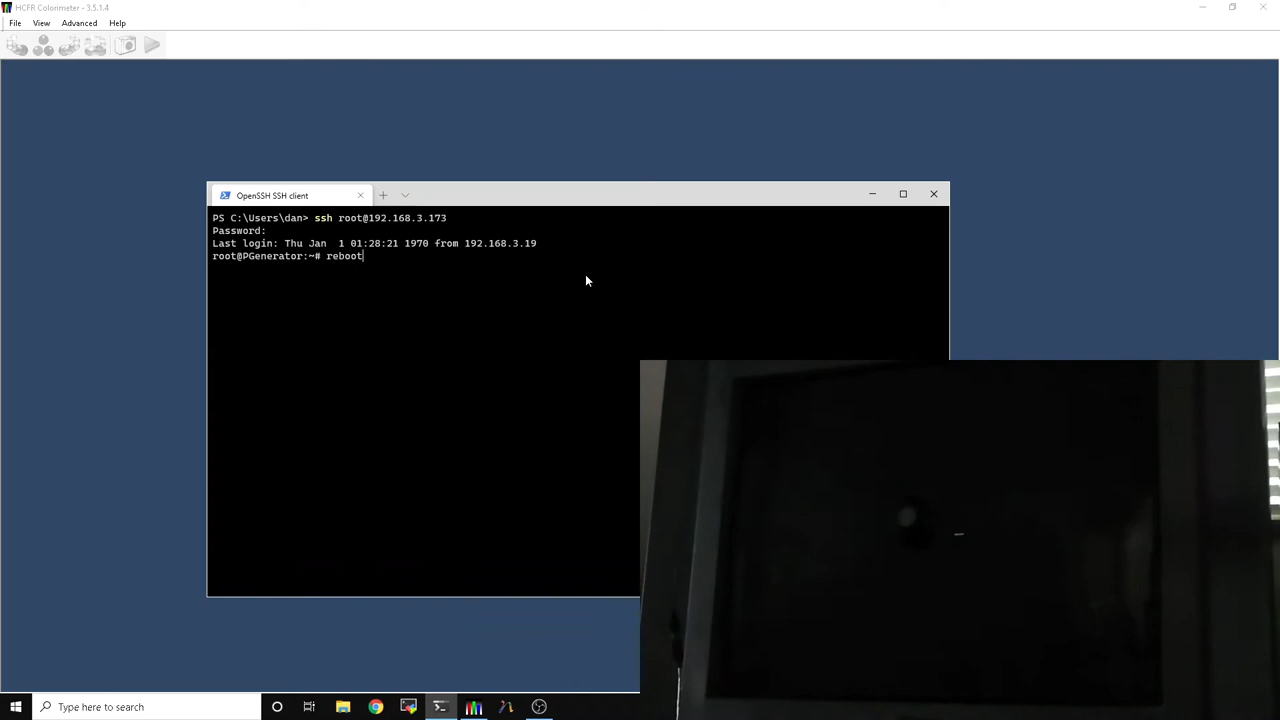 HCFR Colorimeter - 3.5.1.4
File View Advanced Help
OpenSSH SSH client
PS C:\Users\dan> ssh root@192.168.3.173
Password:
Last login: Thu Jan  1 01:28:21 1970 from 192.168.3.19
root@PGenerator:~# reboot
Type here to search